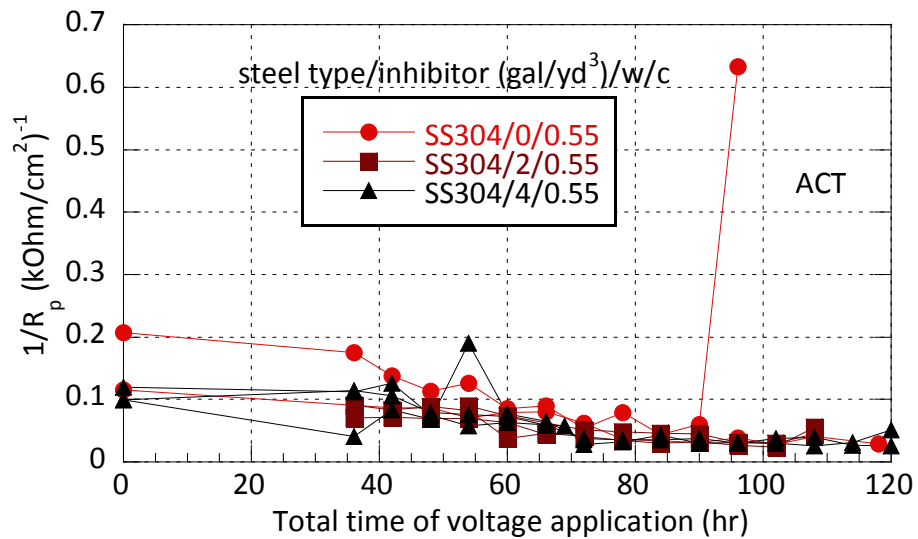 0.7
0.6
0.5
0.4
0.3
0.2
0.1
0
1/R_p (kOhm/cm²)⁻¹
steel type/inhibitor (gal/yd³)/w/c
SS304/0/0.55
SS304/2/0.55
SS304/4/0.55
ACT
0 20 40 60 80 100 120
Total time of voltage application (hr)